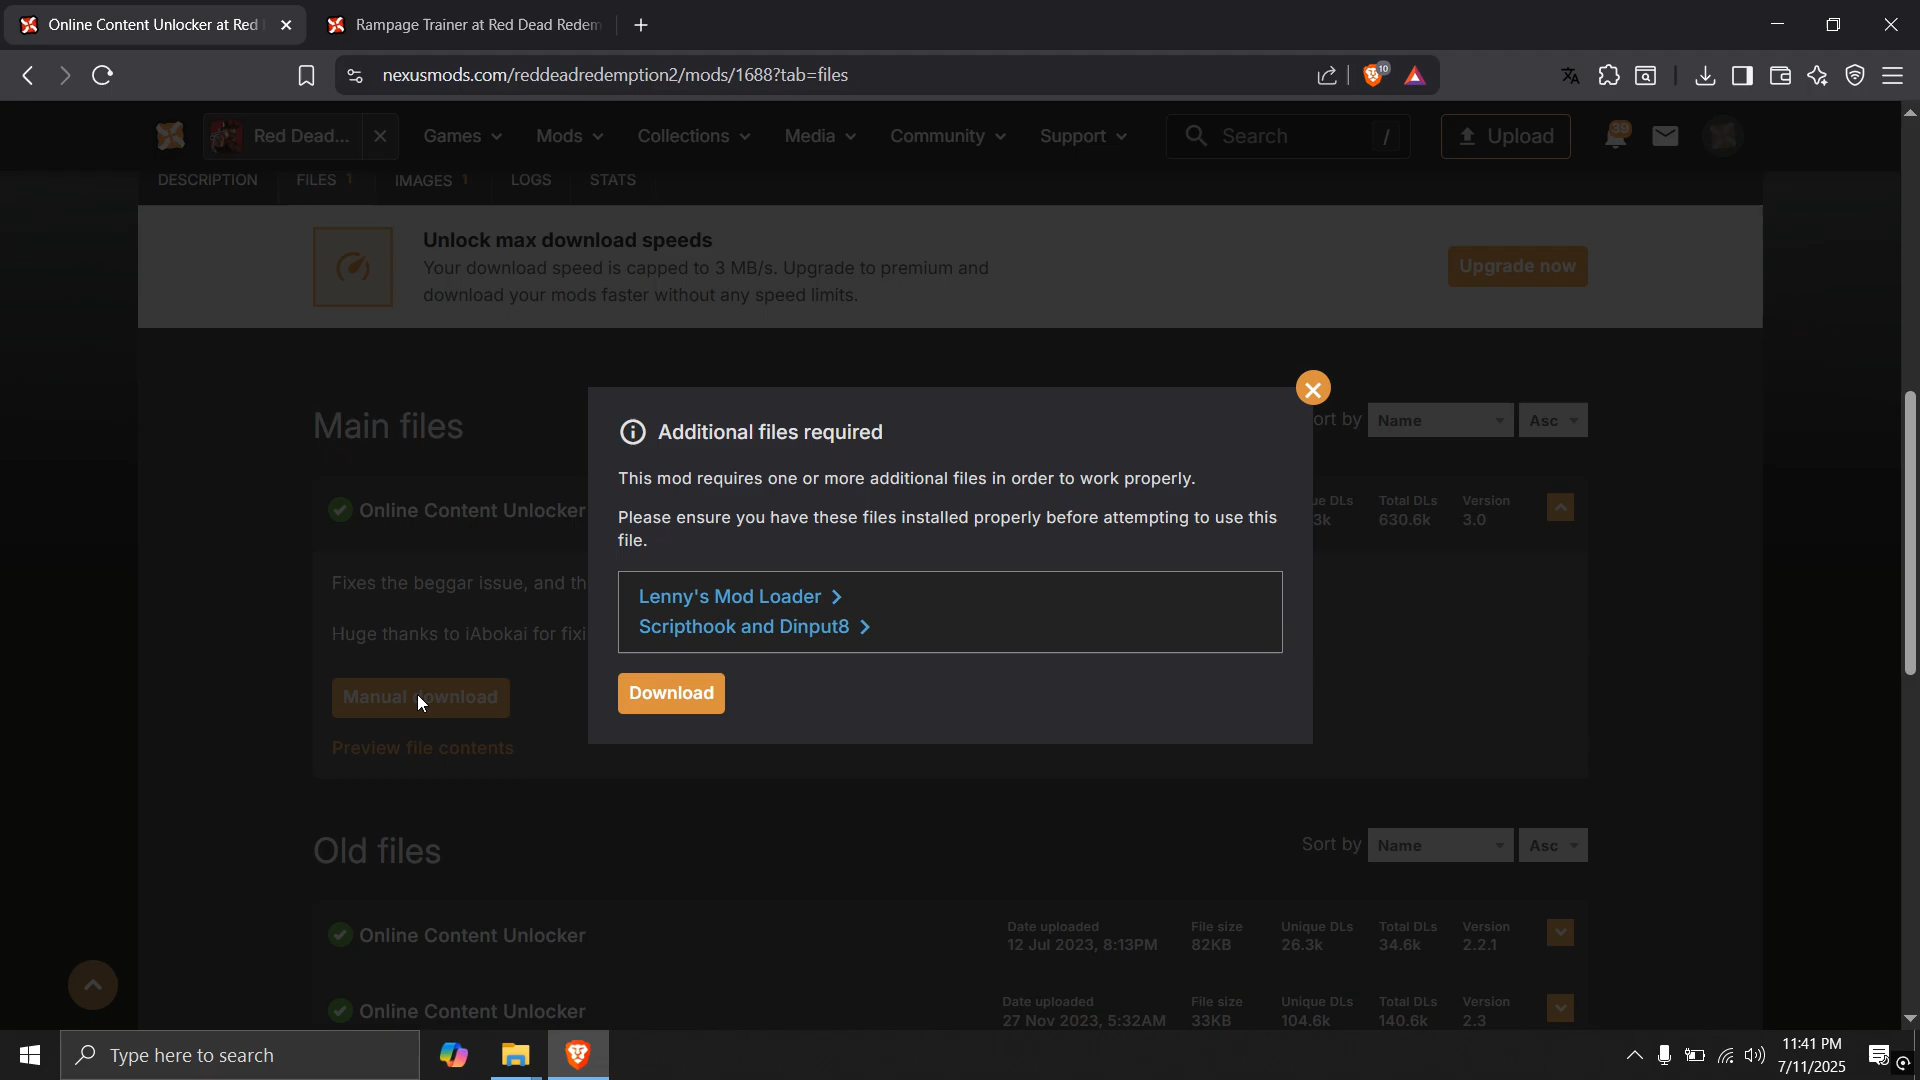 Online Content Unlocker at Red
Rampage Trainer at Red Dead Redem
nexusmods.com/reddeadredemption2/mods/1688?tab=files
10
Red Dead...
Games
Mods
Collections
Media
Community
Support
Search
/
Upload
39
DESCRIPTION
FILES 1
IMAGES 1
LOGS
STATS
Unlock max download speeds
Your download speed is capped to 3 MB/s. Upgrade to premium and
download your mods faster without any speed limits.
Upgrade now
Main files
ort by
Name
Asc
Additional files required
This mod requires one or more additional files in order to work properly.
Please ensure you have these files installed properly before attempting to use this
file.
Lenny's Mod Loader
Scripthook and Dinput8
Download
Online Content Unlocker
ue DLs
3k
Total DLs
630.6k
Version
3.0
Fixes the beggar issue, and th
Huge thanks to iAbokai for fixi
Manual download
Preview file contents
Old files
Sort by
Name
Asc
Online Content Unlocker
Date uploaded
12 Jul 2023, 8:13PM
File size
82KB
Unique DLs
26.3k
Total DLs
34.6k
Version
2.2.1
Online Content Unlocker
Date uploaded
27 Nov 2023, 5:32AM
File size
33KB
Unique DLs
104.6k
Total DLs
140.6k
Version
2.3
Type here to search
11:41 PM
7/11/2025